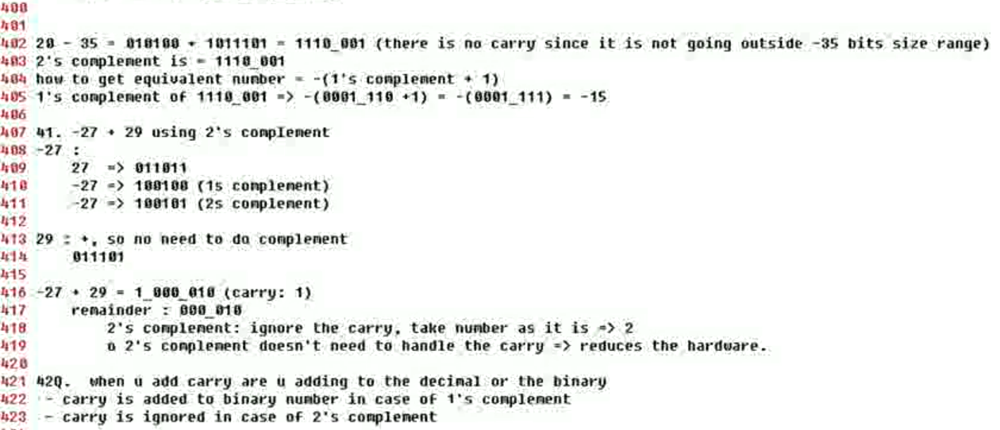 400
401
402 20 - 35 = 010100 + 1011101 = 1110_001 (there is no carry since it is not going outside -35 bits size range)
403 2's complement is = 1110_001
404 how to get equivalent number = -(1's complement + 1)
405 1's complement of 1110_001 => -(0001_110 +1) = -(0001_111) = -15
406
407 41. -27 + 29 using 2's complement
408 -27 :
409 27 => 011011
410 -27 => 100100 (1s complement)
411 -27 => 100101 (2s complement)
412
413 29 : +, so no need to do complement
414 011101
415
416 -27 + 29 = 1_000_010 (carry: 1)
417 remainder : 000_010
418 2's complement: ignore the carry, take number as it is => 2
419 o 2's complement doesn't need to handle the carry => reduces the hardware.
420
421 42Q. when u add carry are u adding to the decimal or the binary
422 - carry is added to binary number in case of 1's complement
423 - carry is ignored in case of 2's complement